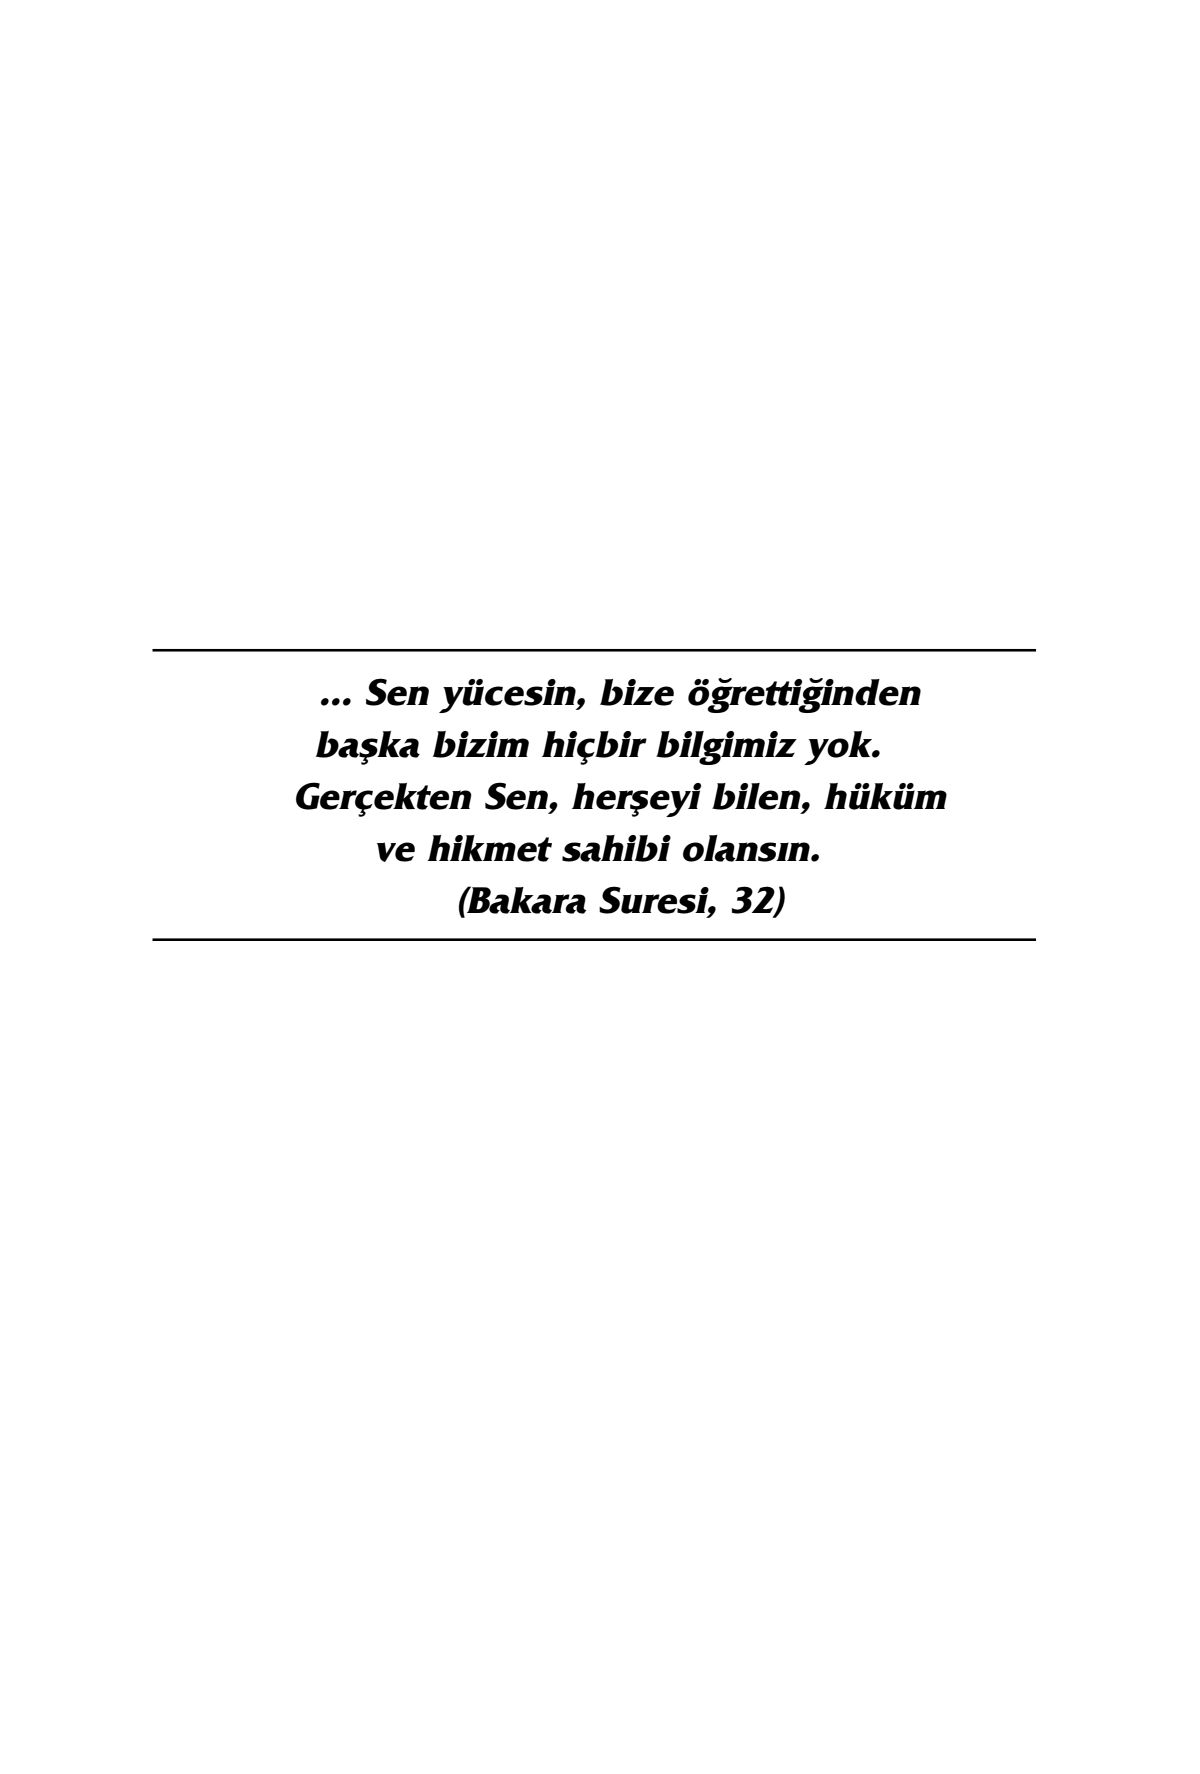 ... Sen yücesin, bize öğrettiğinden
başka bizim hiçbir bilgimiz yok.
Gerçekten Sen, herşeyi bilen, hüküm
ve hikmet sahibi olansın.
(Bakara Suresi, 32)